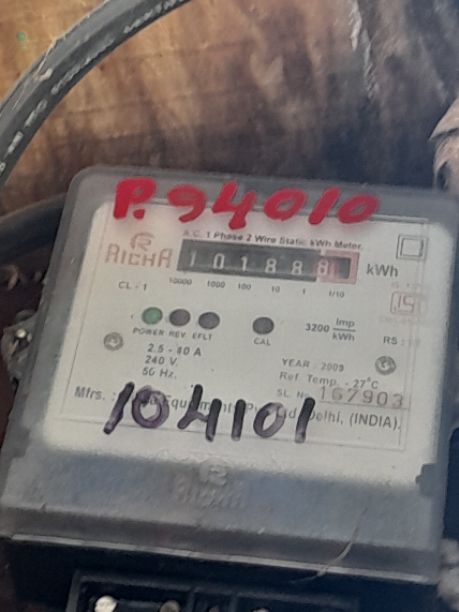 P.94010
A.C. 1 Phase 2 Wire Static kWh Meter.
RICHA
101888
kWh
CL - 1
10000 1000 100 10 1 1/10
POWER REV. EFLT
CAL
3200 Imp/kWh
2.5 - 40 A
240 V.
50 Hz.
YEAR : 2009
Ref. Temp. - 27°C
SL. No. 167903
Mfrs. :
Delhi, (INDIA).
104101
RICHA